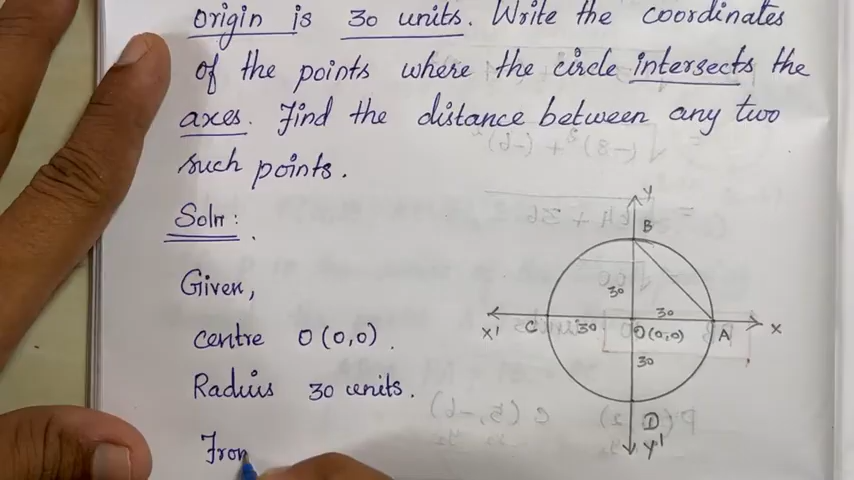 origin is 30 units. Write the coordinates
of the points where the circle intersects the
axes. Find the distance between any two
such points.
Soln:
Given,
centre O(0,0).
Radius 30 units.
From
Y
B
30
30
X'
C
30
O(0,0)
A
X
30
D
Y'